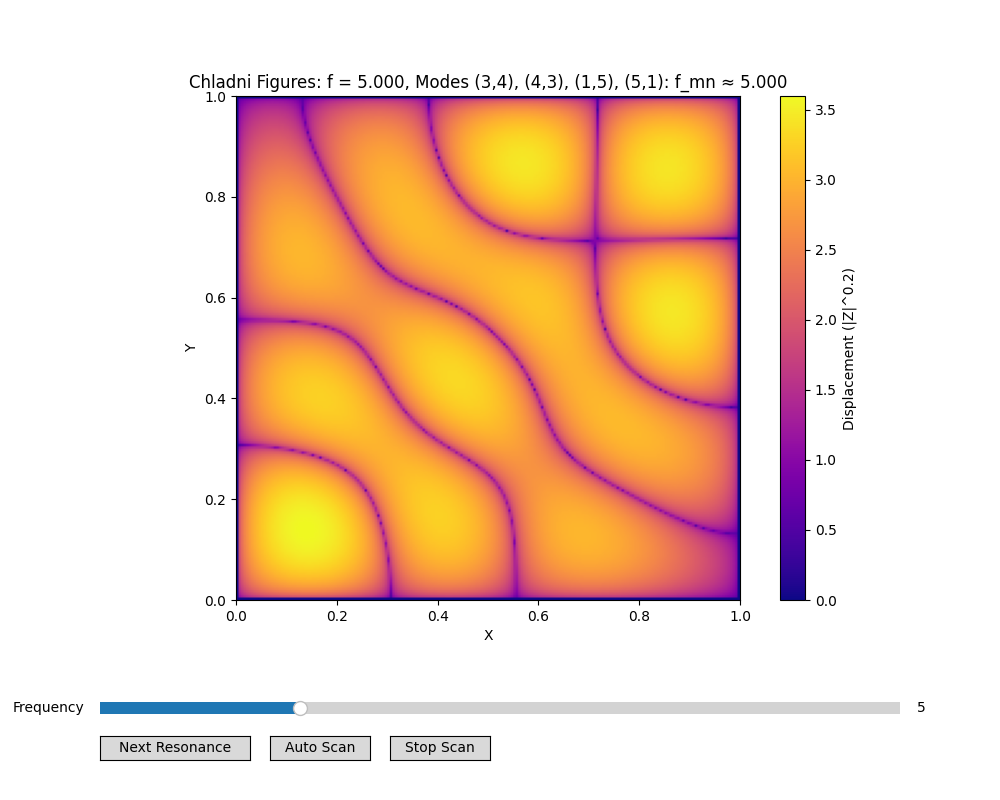 Chladni Figures: f = 5.000, Modes (3,4), (4,3), (1,5), (5,1): f_mn ≈ 5.000
1.0
0.8
0.6
0.4
0.2
0.0
Y
0.0 0.2 0.4 0.6 0.8 1.0
X
3.5
3.0
2.5
2.0
1.5
1.0
0.5
0.0
Displacement (|Z|^0.2)
Frequency 5
Next Resonance Auto Scan Stop Scan